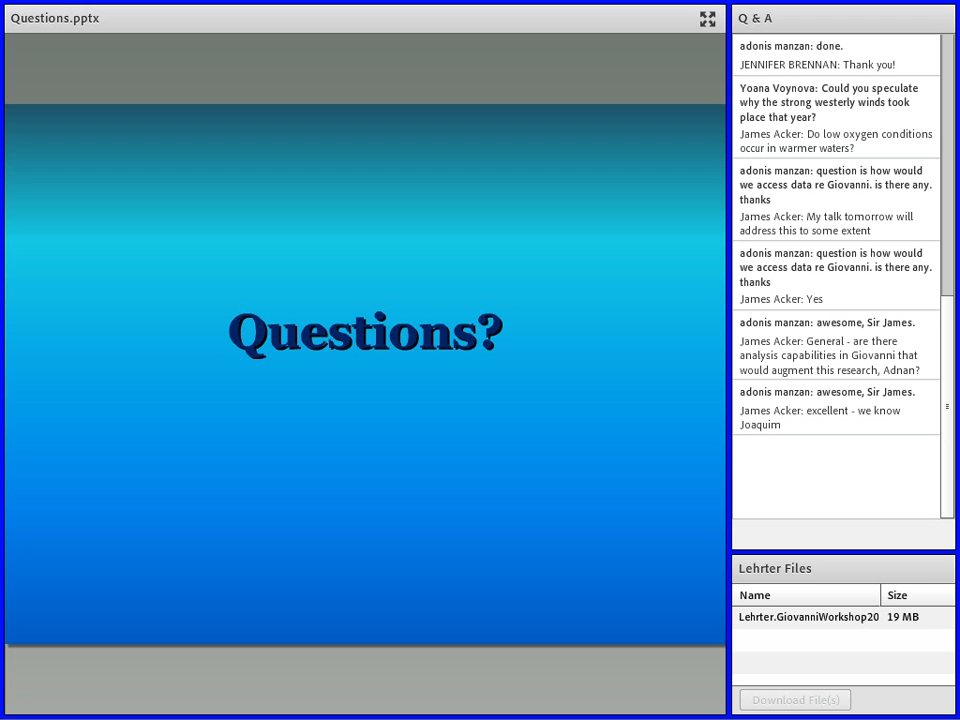 Questions.pptx
Questions?
Q & A
adonis manzan: done.
JENNIFER BRENNAN: Thank you!
Yoana Voynova: Could you speculate
why the strong westerly winds took
place that year?
James Acker: Do low oxygen conditions
occur in warmer waters?
adonis manzan: question is how would
we access data re Giovanni. is there any.
thanks
James Acker: My talk tomorrow will
address this to some extent
adonis manzan: question is how would
we access data re Giovanni. is there any.
thanks
James Acker: Yes
adonis manzan: awesome, Sir James.
James Acker: General - are there
analysis capabilities in Giovanni that
would augment this research, Adnan?
adonis manzan: awesome, Sir James.
James Acker: excellent - we know
Joaquim
Lehrter Files
Name Size
Lehrter.GiovanniWorkshop20 19 MB
Download File(s)